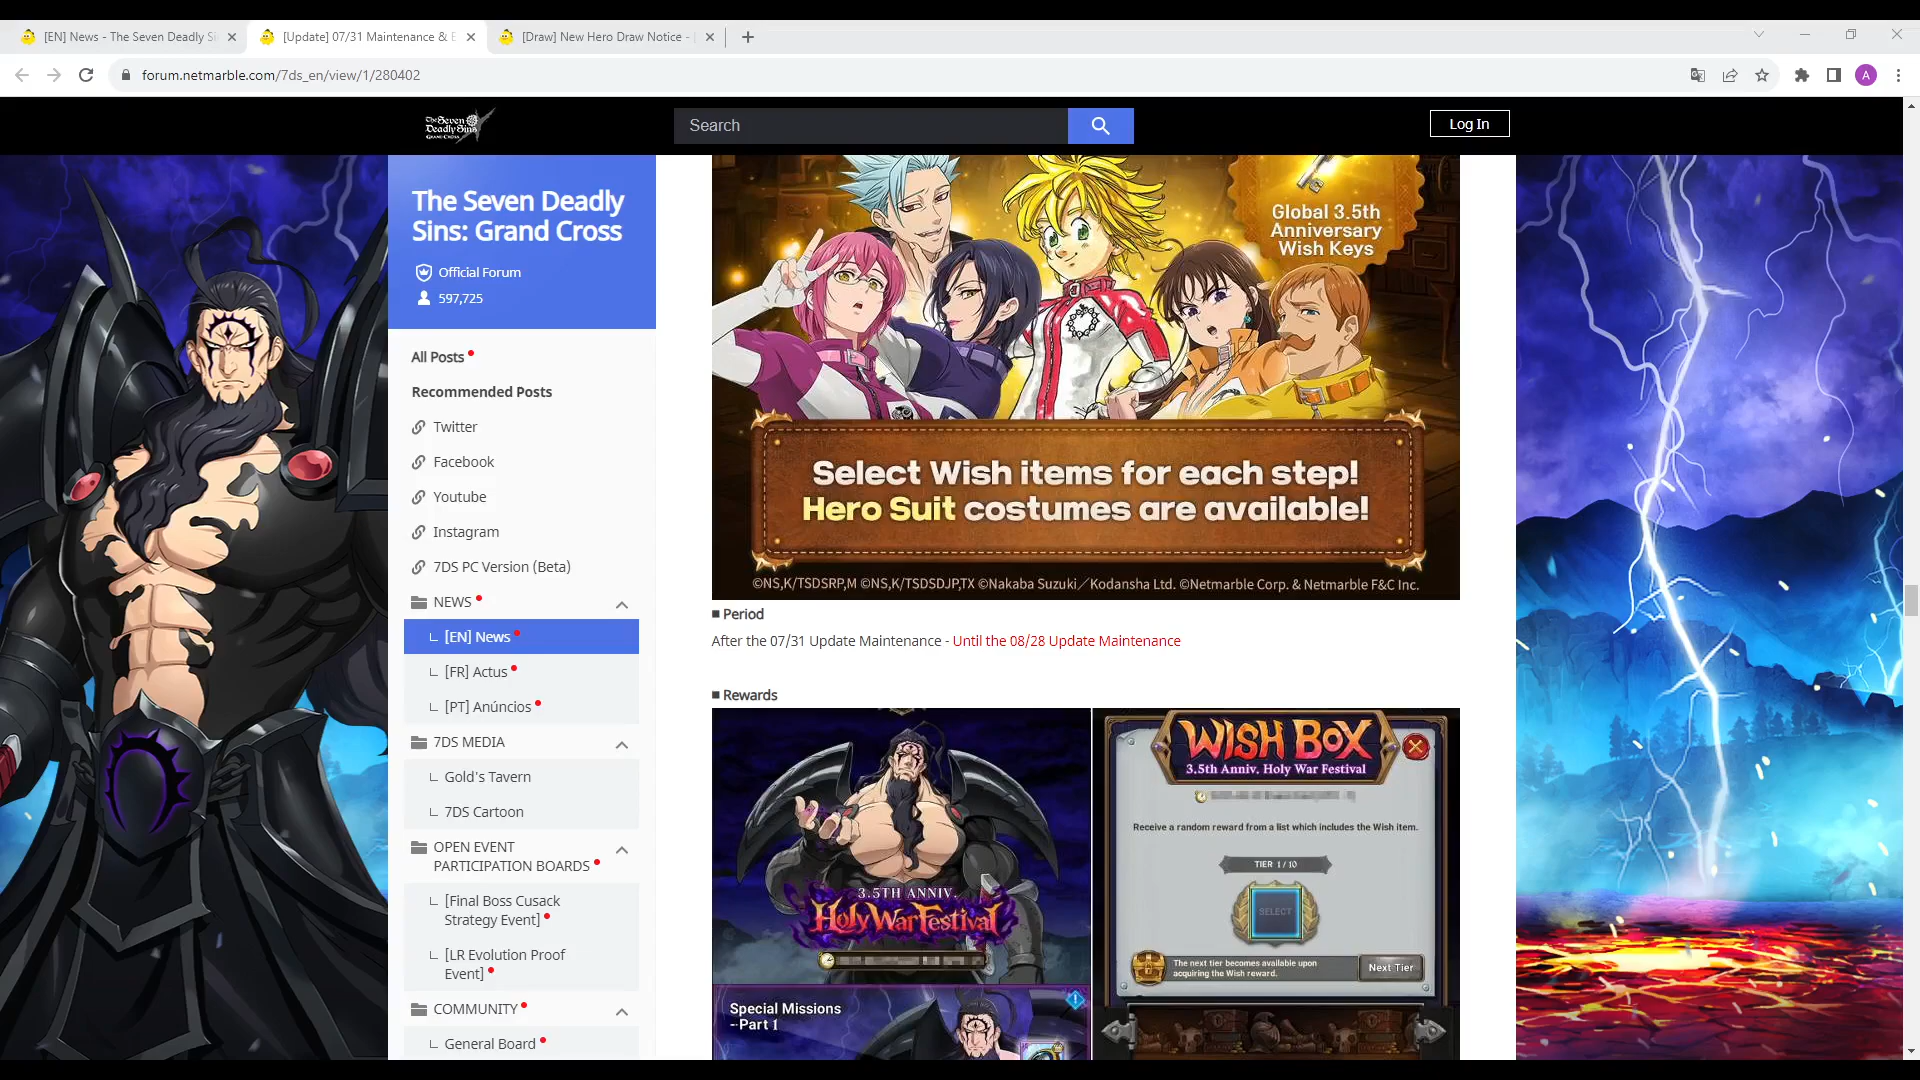 [EN] News - The Seven Deadly Si
[Update] 07/31 Maintenance & E
[Draw] New Hero Draw Notice -
forum.netmarble.com/7ds_en/view/1/280402
A
The Seven
Deadly Sins
GRAND CROSS
Search
Log In
The Seven Deadly
Sins: Grand Cross
Official Forum
597,725
All Posts
Recommended Posts
Twitter
Facebook
Youtube
Instagram
7DS PC Version (Beta)
NEWS
[EN] News
[FR] Actus
[PT] Anúncios
7DS MEDIA
Gold's Tavern
7DS Cartoon
OPEN EVENT
PARTICIPATION BOARDS
[Final Boss Cusack
Strategy Event]
[LR Evolution Proof
Event]
COMMUNITY
General Board
Global 3.5th
Anniversary
Wish Keys
Select Wish items for each step!
Hero Suit costumes are available!
©NS,K/TSDSRP,M ©NS,K/TSDSDJP,TX ©Nakaba Suzuki／Kodansha Ltd. ©Netmarble Corp. & Netmarble F&C Inc.
■ Period
After the 07/31 Update Maintenance - Until the 08/28 Update Maintenance
■ Rewards
3.5TH ANNIV.
Holy War Festival
Special Missions
--Part 1
WISH BOX
3.5th Anniv. Holy War Festival
Receive a random reward from a list which includes the Wish item.
TIER 1 / 10
SELECT
The next tier becomes available upon
acquiring the Wish reward.
Next Tier